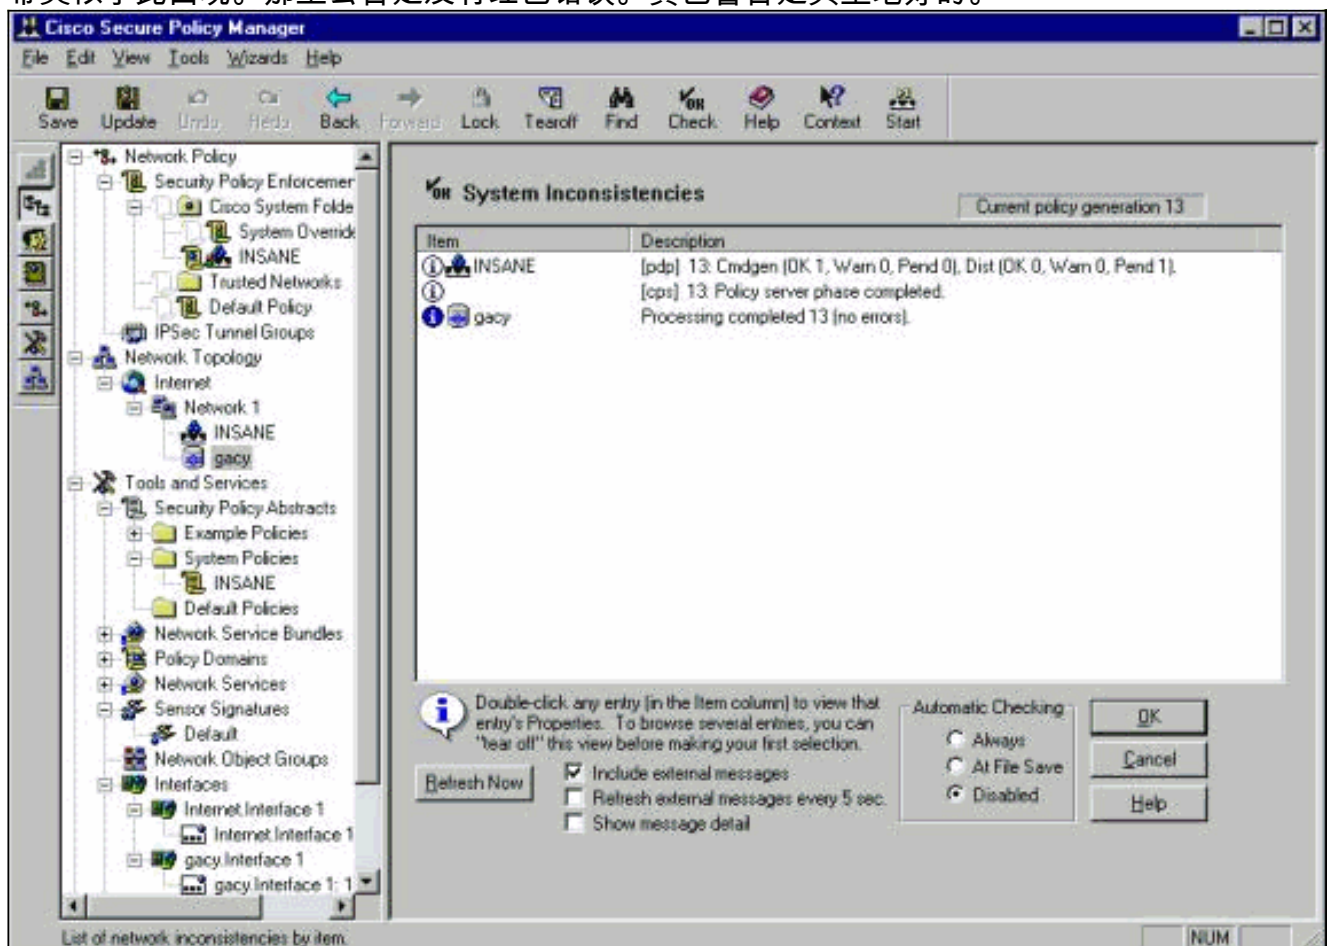 Cisco Secure Policy Manager
File Edit View Tools Wizards Help
Save Update Undo Redo Back Forward Lock Tearoff Find Check Help Context Start
Network Policy
Security Policy Enforcemer
Cisco System Folde
System Overrid
INSANE
Trusted Networks
Default Policy
IPSec Tunnel Groups
Network Topology
Internet
Network 1
INSANE
gacy
Tools and Services
Security Policy Abstracts
Example Policies
System Policies
INSANE
Default Policies
Network Service Bundles
Policy Domains
Network Services
Sensor Signatures
Default
Network Object Groups
Interfaces
Internet.Interface 1
Internet.Interface 1
gacy.Interface 1
gacy.Interface 1: 1
OK System Inconsistencies
Current policy generation 13
Item Description
INSANE [pdp] 13: Cmdgen (OK 1, Warn 0, Pend 0), Dist (OK 0, Warn 0, Pend 1).
[cps] 13: Policy server phase completed.
gacy Processing completed 13 (no errors).
Double-click any entry (in the Item column) to view that
entry's Properties. To browse several entries, you can
"tear off" this view before making your first selection.
Refresh Now
Include external messages
Refresh external messages every 5 sec.
Show message detail
Automatic Checking
Always
At File Save
Disabled
OK
Cancel
Help
List of network inconsistencies by item.
NUM